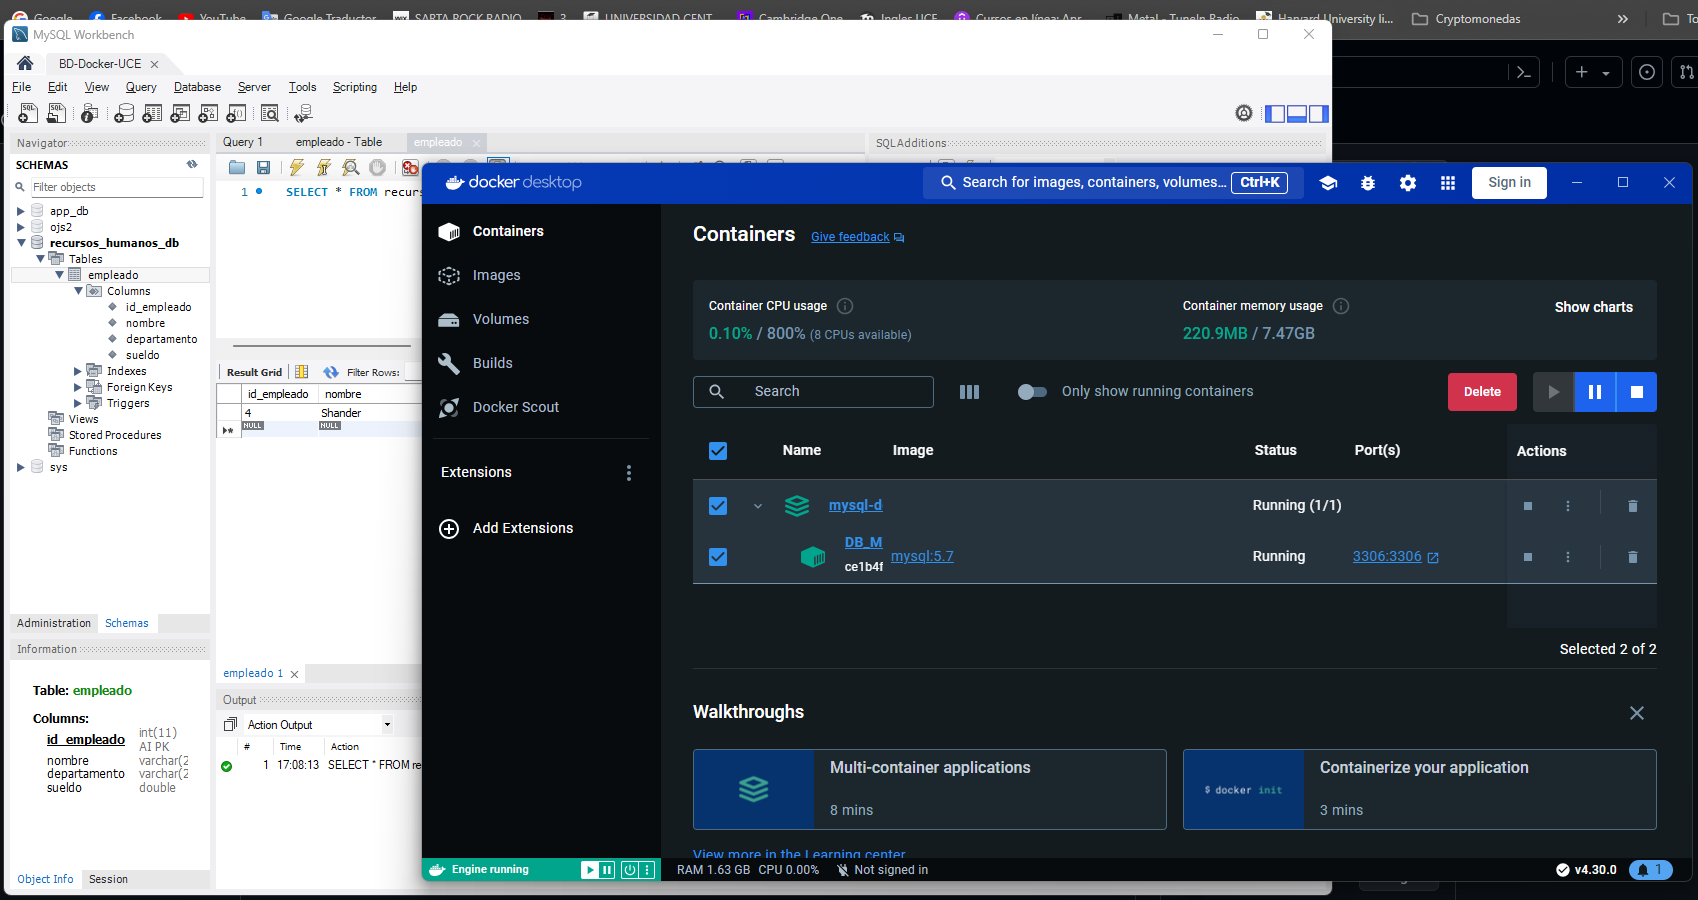 Google
Facebook
YouTube
Google Traductor
SARTA ROCK RADIO
3
UNIVERSIDAD CENT...
Cambridge One
Ingles UCE
Cursos en línea: Apr...
Metal - TuneIn Radio
Harvard University li...
Cryptomonedas
»
MySQL Workbench
BD-Docker-UCE
File Edit View Query Database Server Tools Scripting Help
Navigator
SCHEMAS
Filter objects
app_db
ojs2
recursos_humanos_db
Tables
empleado
Columns
id_empleado
nombre
departamento
sueldo
Indexes
Foreign Keys
Triggers
Views
Stored Procedures
Functions
sys
Administration Schemas
Information
Table: empleado
Columns:
id_empleado int(11) AI PK
nombre varchar(2
departamento varchar(2
sueldo double
Object Info Session
Query 1 empleado - Table empleado
SQLAdditions
1 SELECT * FROM recurs
Result Grid Filter Rows:
id_empleado nombre
4 Shander
NULL NULL
empleado 1
Output
Action Output
# Time Action
1 17:08:13 SELECT * FROM re
docker desktop
Search for images, containers, volumes... Ctrl+K
Sign in
Containers
Images
Volumes
Builds
Docker Scout
Extensions
Add Extensions
Containers Give feedback
Container CPU usage
0.10% / 800% (8 CPUs available)
Container memory usage
220.9MB / 7.47GB
Show charts
Search
Only show running containers
Delete
Name Image Status Port(s) Actions
mysql-d Running (1/1)
DB_M
ce1b4f
mysql:5.7 Running 3306:3306
Selected 2 of 2
Walkthroughs
Multi-container applications
8 mins
$ docker init
Containerize your application
3 mins
View more in the Learning center
Engine running
RAM 1.63 GB CPU 0.00% Not signed in
v4.30.0
1